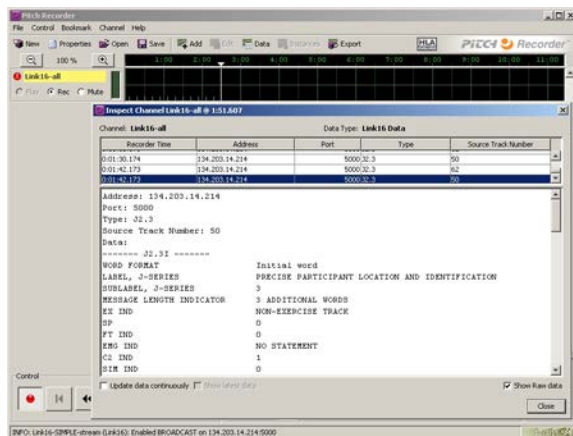 Pitch Recorder
File Control Bookmark Channel Help
New Properties Open Save Add Edit Data Instances Export HLA PITCH Recorder
100 % 1:00 2:00 3:00 4:00 5:00 6:00 7:00 8:00 9:00 10:00 11:00
Link16-all
Play Rec Mute
Inspect Channel Link16-all @ 1:51.607
Channel: Link16-all Data Type: Link16 Data
Recorder Time Address Port Type Source Track Number
0:01:30.174 134.203.14.214 5000 J2.3 50
0:01:42.173 134.203.14.214 5000 J2.3 62
0:01:42.173 134.203.14.214 5000 J2.3 50
Address: 134.203.14.214
Port: 5000
Type: J2.3
Source Track Number: 50
Data:
------- J2.3I -------
WORD FORMAT Initial word
LABEL, J-SERIES PRECISE PARTICIPANT LOCATION AND IDENTIFICATION
SUBLABEL, J-SERIES 3
MESSAGE LENGTH INDICATOR 3 ADDITIONAL WORDS
EX IND NON-EXERCISE TRACK
SP 0
FT IND 0
EMG IND NO STATEMENT
C2 IND 1
SIM IND 0
Control
Update data continuously Show latest data Show Raw data
Close
INFO: Link16-SIMPLE-stream (Link16): Enabled BROADCAST on 134.203.14.214:5000